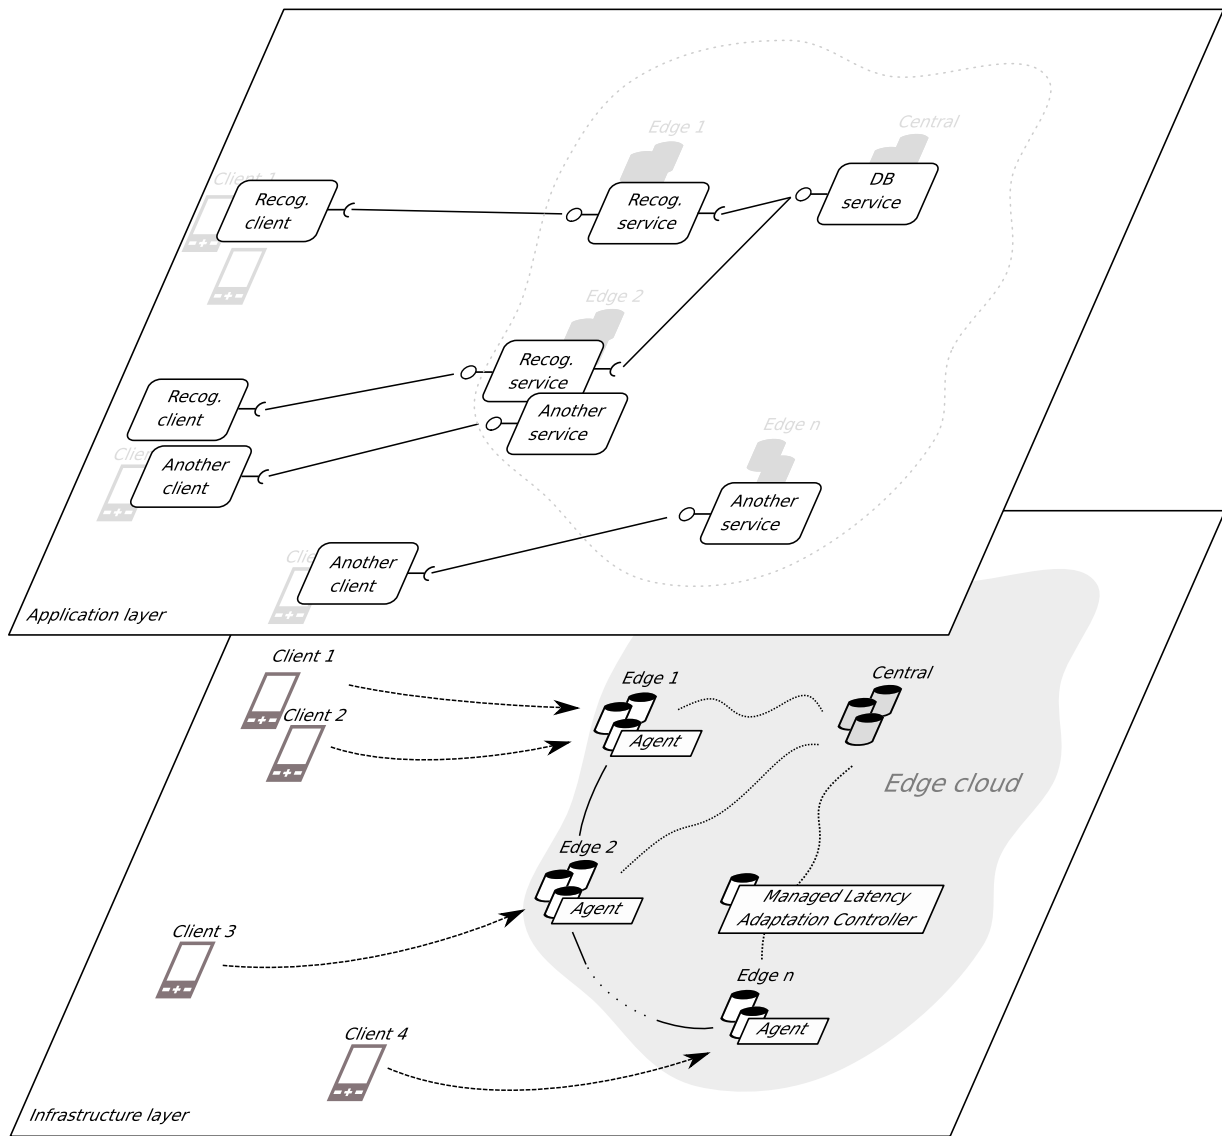 Edge 1
Central
Client 1
Recog.
client
Recog.
service
DB
service
Edge 2
Recog.
service
Recog.
client
Another
service
Another
client
Edge n
Another
service
Another
client
Application layer
Client 1
Client 2
Edge 1
Agent
Central
Edge cloud
Edge 2
Agent
Managed Latency
Adaptation Controller
Client 3
Edge n
Agent
Client 4
Infrastructure layer